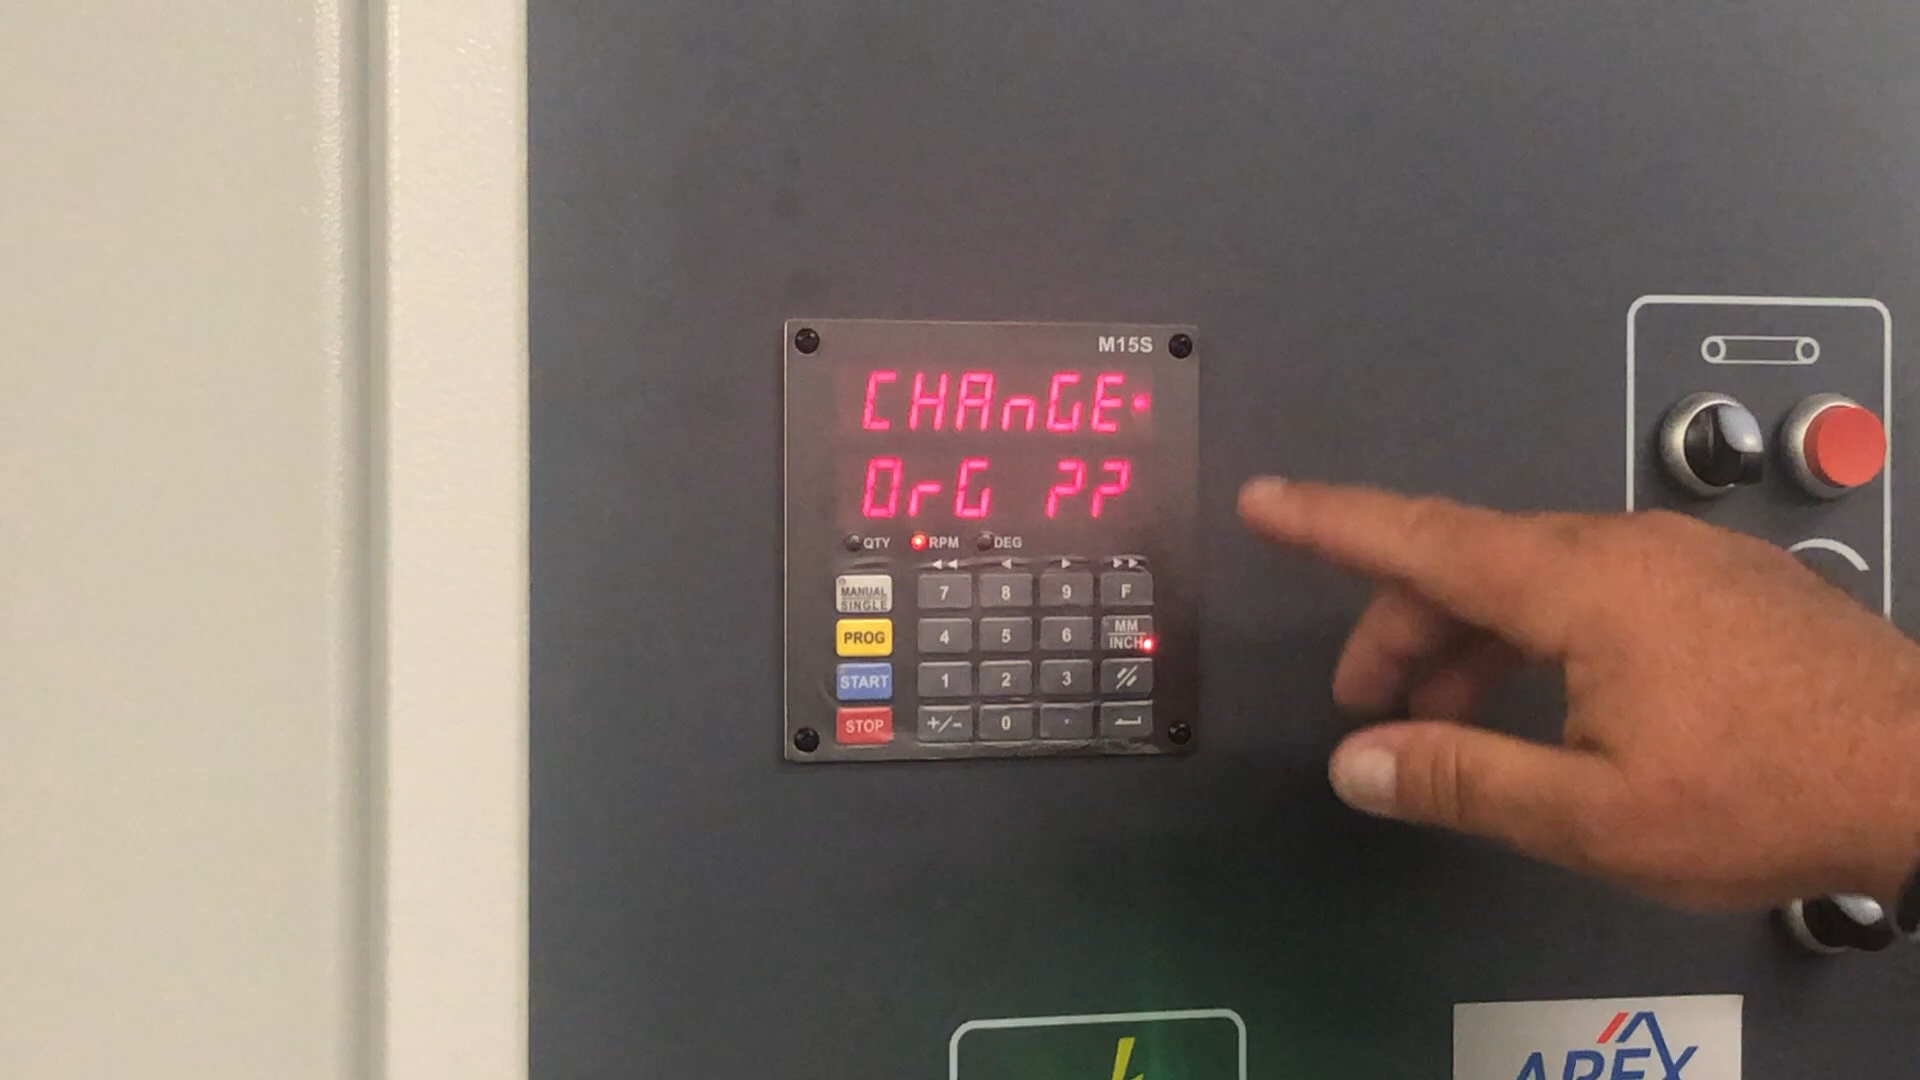 M15S
CHAnGE
OrG ??
QTY RPM DEG
MANUAL 7 8 9 F
SINGLE
PROG 4 5 6 MM
INCH
START 1 2 3
STOP +/- 0 .
APEX